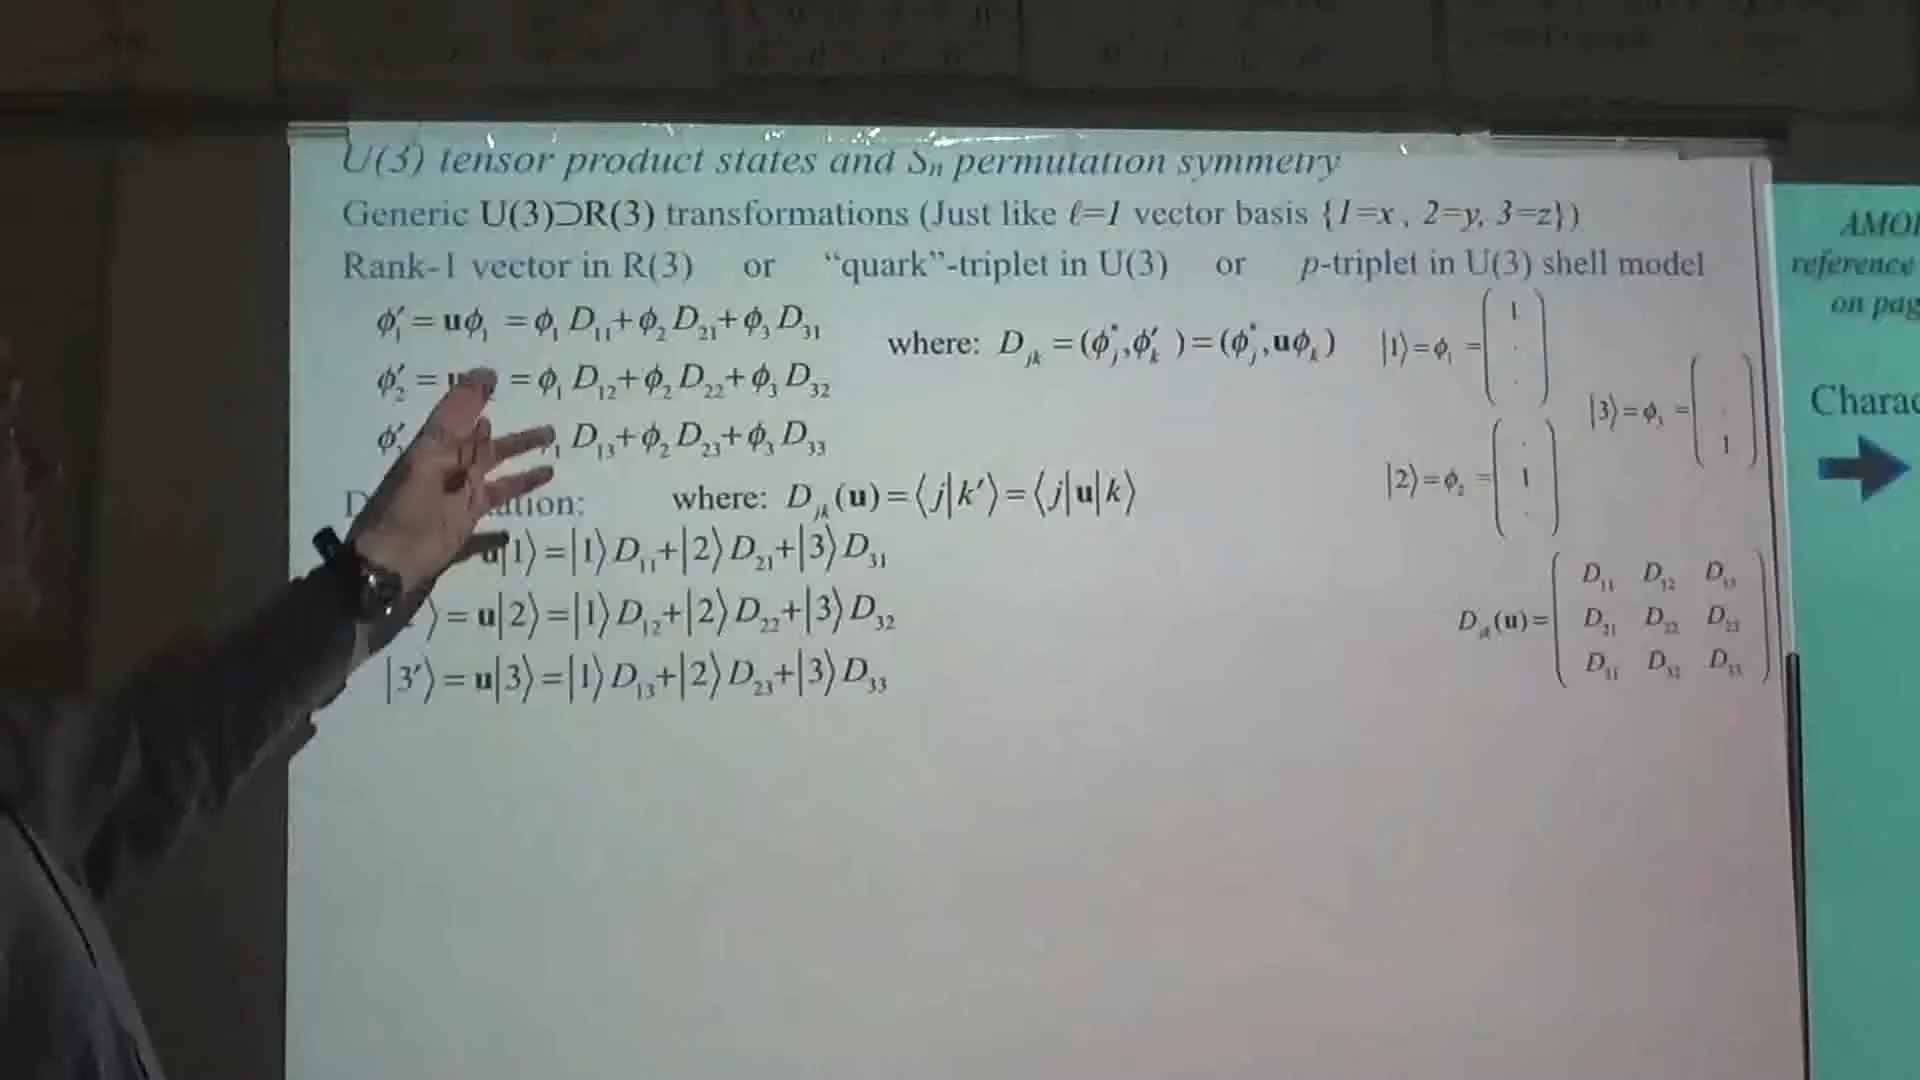 U(3) tensor product states and Sₙ permutation symmetry
Generic U(3)⊃R(3) transformations (Just like ℓ=1 vector basis {1=x, 2=y, 3=z})
Rank-1 vector in R(3) or "quark"-triplet in U(3) or p-triplet in U(3) shell model
ϕ′₁ = uϕ₁ = ϕ₁ D₁₁+ϕ₂ D₂₁+ϕ₃ D₃₁
where: Dⱼₖ = (ϕ*ⱼ,ϕ′ₖ) = (ϕ*ⱼ,uϕₖ)
|1⟩=ϕ₁ = ( 1 · · )
ϕ′₂ = = ϕ₁ D₁₂+ϕ₂ D₂₂+ϕ₃ D₃₂
|3⟩=ϕ₃ = ( · 1 )
D₁₃+ϕ₂ D₂₃+ϕ₃ D₃₃
|2⟩=ϕ₂ = ( · 1 · )
where: Dⱼₖ(u)=⟨j|k′⟩=⟨j|u|k⟩
u|1⟩=|1⟩D₁₁+|2⟩D₂₁+|3⟩D₃₁
⟩= u|2⟩=|1⟩D₁₂+|2⟩D₂₂+|3⟩D₃₂
|3′⟩= u|3⟩=|1⟩D₁₃+|2⟩D₂₃+|3⟩D₃₃
D₁₁ D₁₂ D₁₃
Dⱼₖ(u)= D₂₁ D₂₂ D₂₃
D₃₁ D₃₂ D₃₃
reference
on